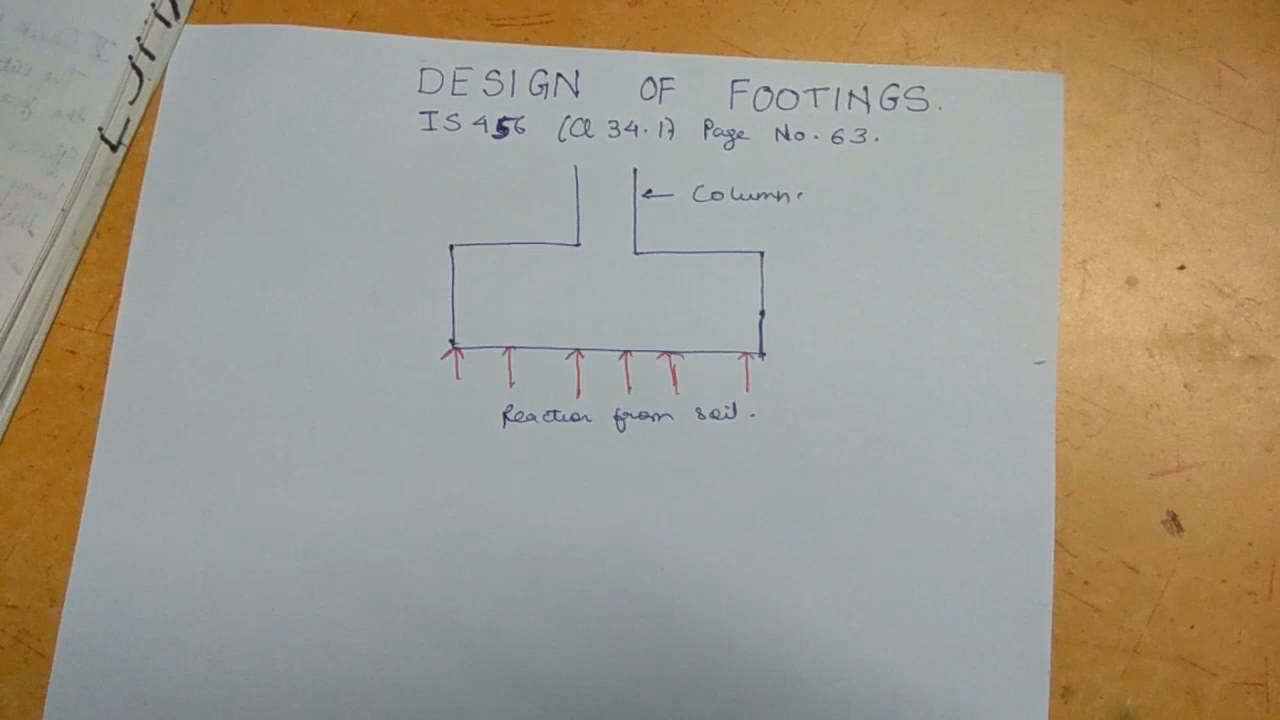 DESIGN OF FOOTINGS.
IS 456 (Cl 34.1) Page No. 63.
← Column.
Reaction from soil.